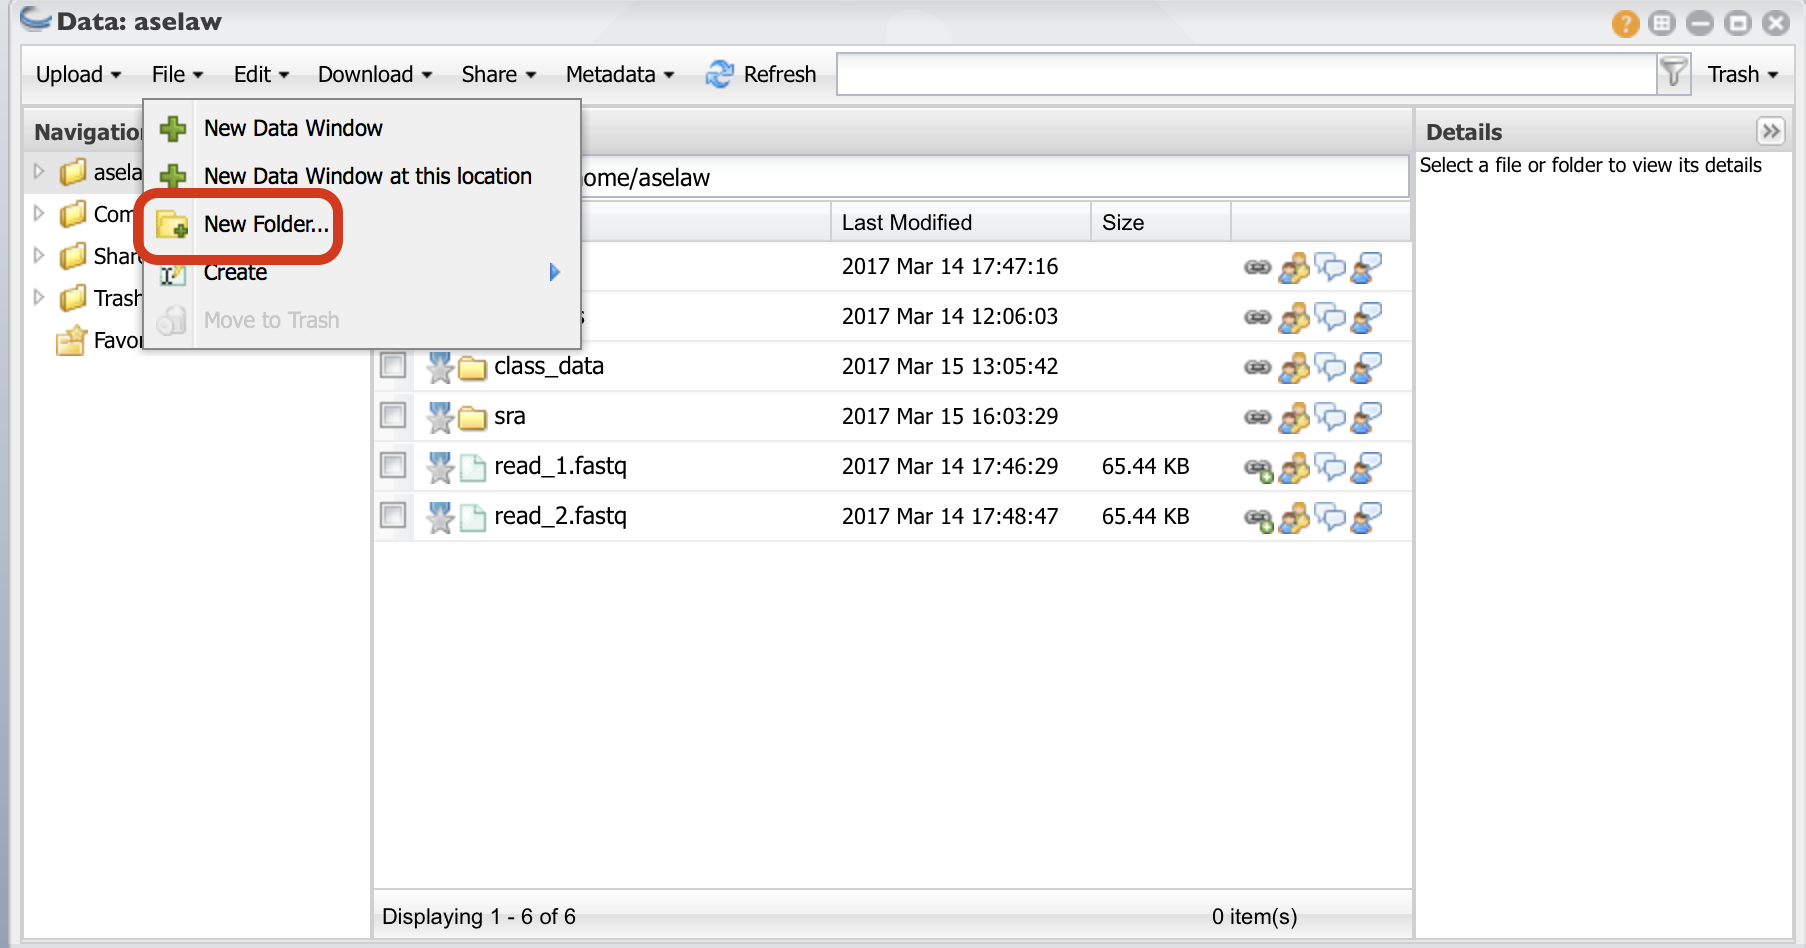 Data: aselaw
Upload File Edit Download Share Metadata Refresh Trash
New Data Window
New Data Window at this location
New Folder...
Create
Move to Trash
Navigation
asela
Com
Shar
Trash
Favor
ome/aselaw
Last Modified Size
2017 Mar 14 17:47:16
s 2017 Mar 14 12:06:03
class_data 2017 Mar 15 13:05:42
sra 2017 Mar 15 16:03:29
read_1.fastq 2017 Mar 14 17:46:29 65.44 KB
read_2.fastq 2017 Mar 14 17:48:47 65.44 KB
Displaying 1 - 6 of 6 0 item(s)
Details
Select a file or folder to view its details